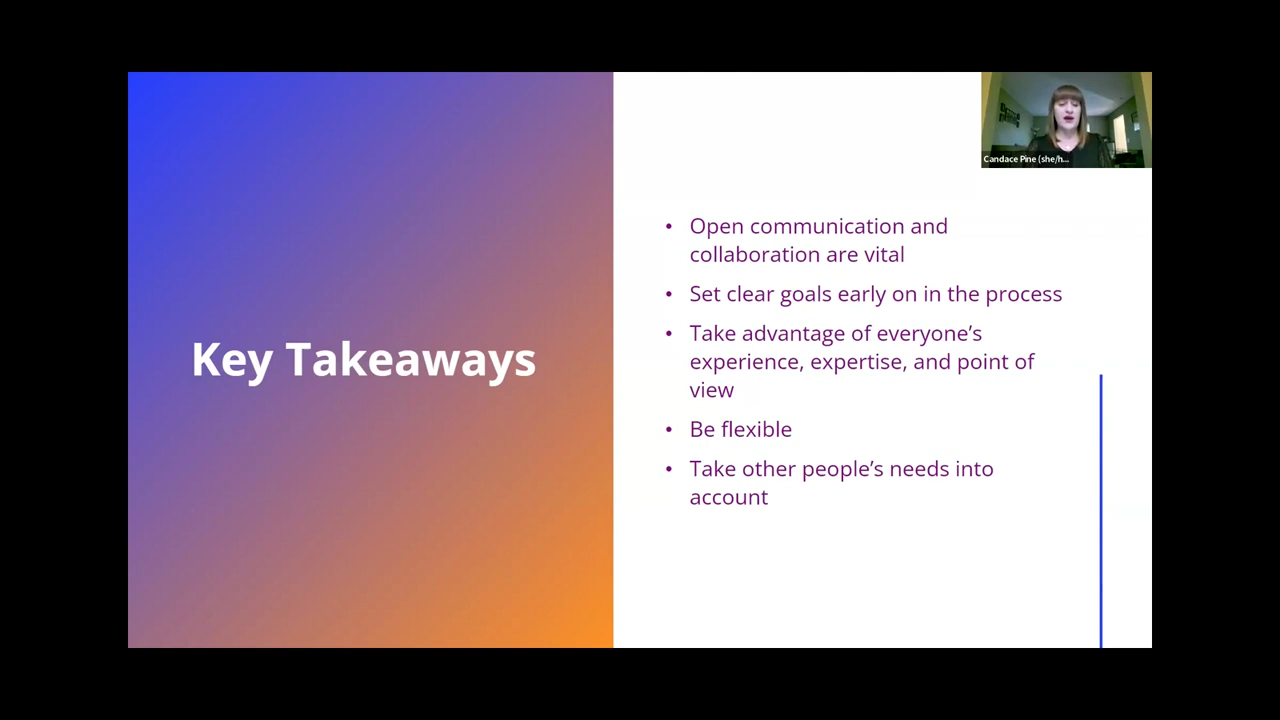 Candace Pine (she/h...
Key Takeaways
• Open communication and
collaboration are vital
• Set clear goals early on in the process
• Take advantage of everyone’s
experience, expertise, and point of
view
• Be flexible
• Take other people’s needs into
account